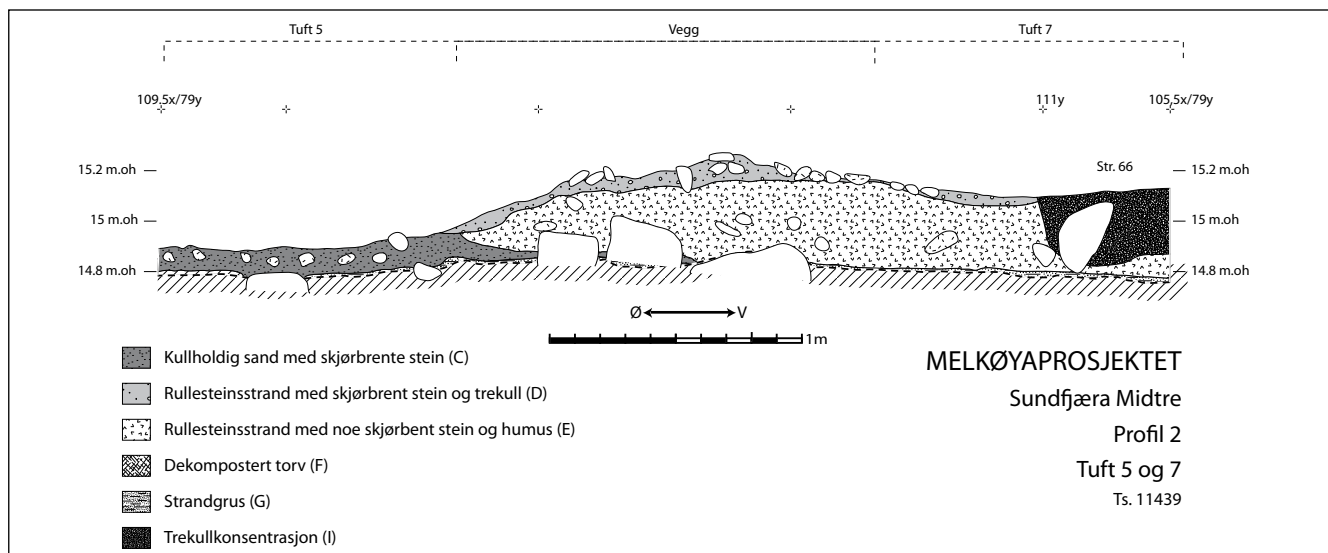 Tuft 5 Vegg Tuft 7
109.5x/79y 111y 105.5x/79y
15.2 m.oh Str. 66 15.2 m.oh
15 m.oh 15 m.oh
14.8 m.oh 14.8 m.oh
Ø V
1m
Kullholdig sand med skjørbrente stein (C)
Rullesteinsstrand med skjørbrent stein og trekull (D)
Rullesteinsstrand med noe skjørbent stein og humus (E)
Dekompostert torv (F)
Strandgrus (G)
Trekullkonsentrasjon (I)
MELKØYAPROSJEKTET
Sundfjæra Midtre
Profil 2
Tuft 5 og 7
Ts. 11439